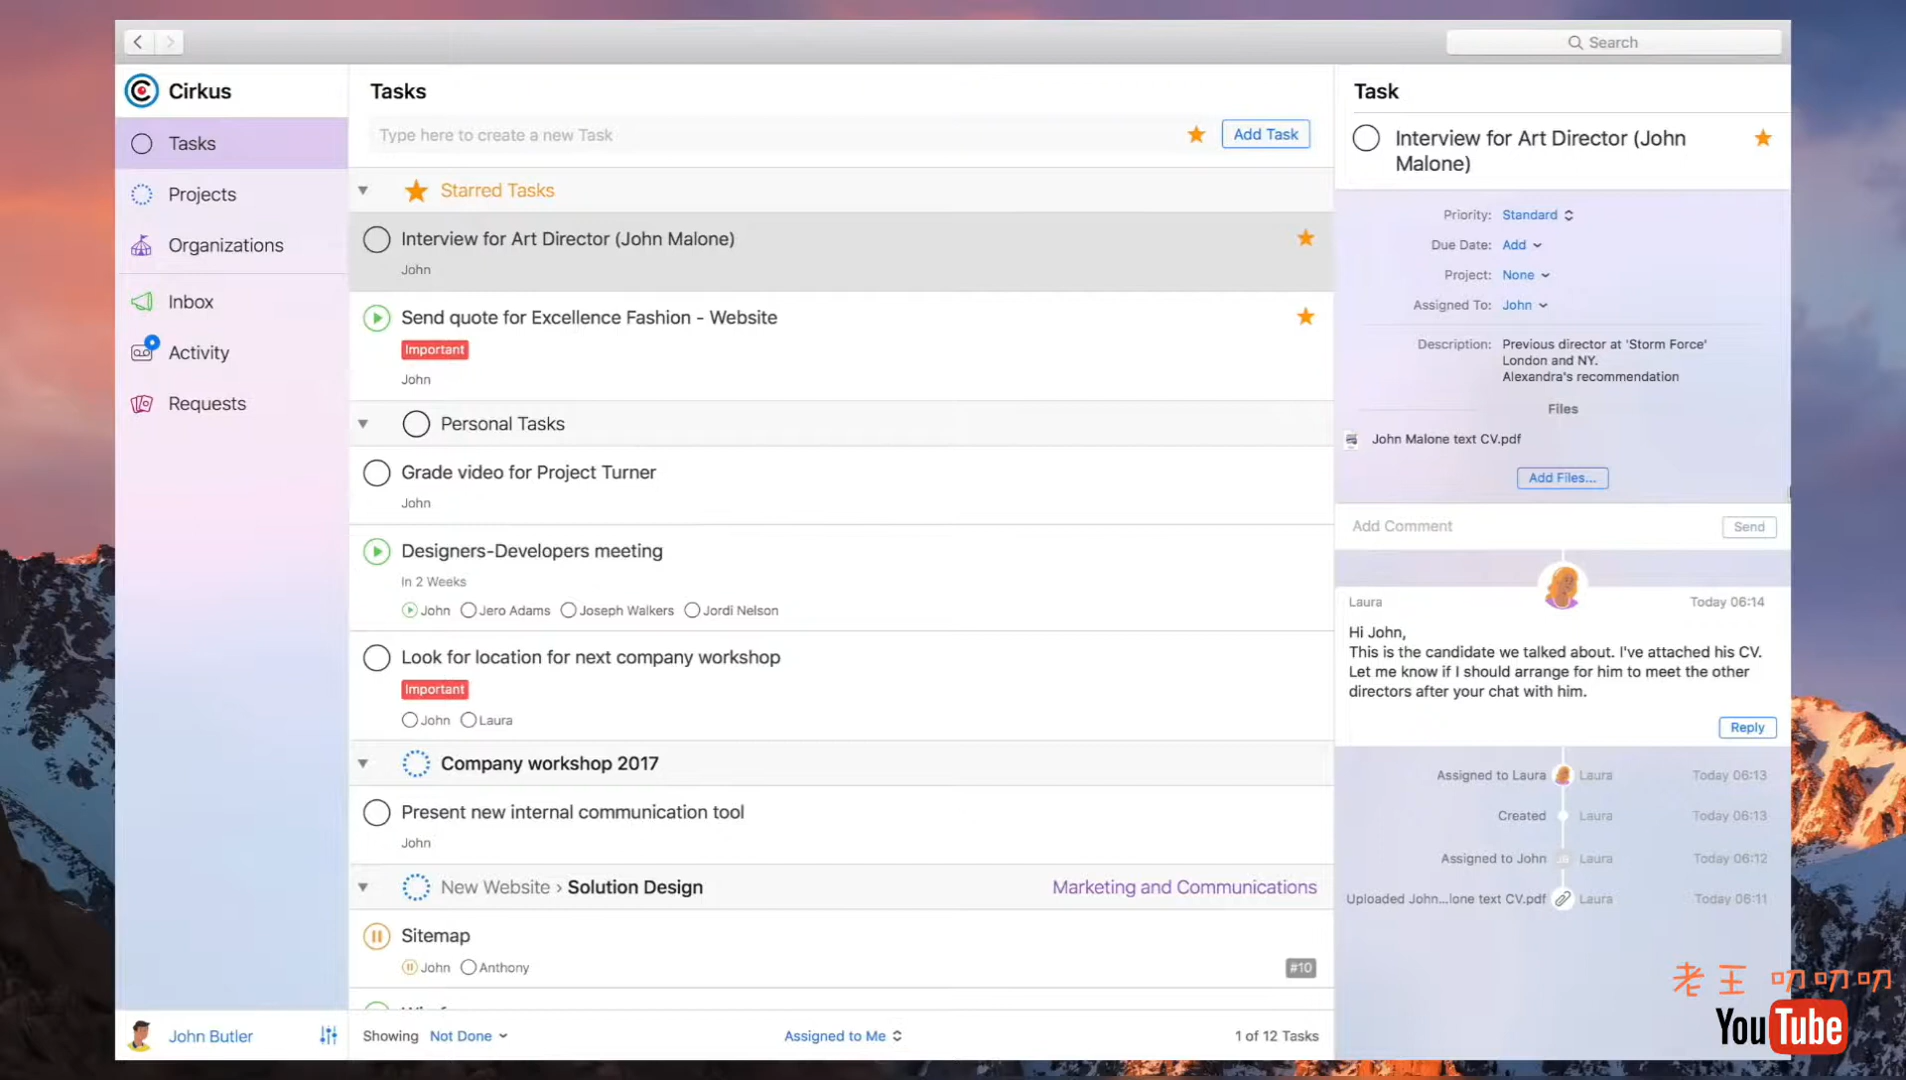 Search
Cirkus
Tasks
Projects
Organizations
Inbox
Activity
Requests
John Butler
Tasks
Type here to create a new Task
Add Task
Starred Tasks
Interview for Art Director (John Malone)
John
Send quote for Excellence Fashion - Website
Important
John
Personal Tasks
Grade video for Project Turner
John
Designers-Developers meeting
In 2 Weeks
John Jero Adams Joseph Walkers Jordi Nelson
Look for location for next company workshop
Important
John Laura
Company workshop 2017
Present new internal communication tool
John
New Website › Solution Design Marketing and Communications
Sitemap
John Anthony #10
Showing Not Done Assigned to Me 1 of 12 Tasks
Task
Interview for Art Director (John
Malone)
Priority: Standard
Due Date: Add
Project: None
Assigned To: John
Description: Previous director at 'Storm Force'
London and NY.
Alexandra's recommendation
Files
John Malone text CV.pdf
Add Files...
Add Comment Send
Laura Today 06:14
Hi John,
This is the candidate we talked about. I've attached his CV.
Let me know if I should arrange for him to meet the other
directors after your chat with him.
Reply
Assigned to Laura Laura Today 06:13
Created Laura Today 06:13
Assigned to John Laura Today 06:12
Uploaded John...lone text CV.pdf Laura Today 06:11
老王叨叨叨
YouTube